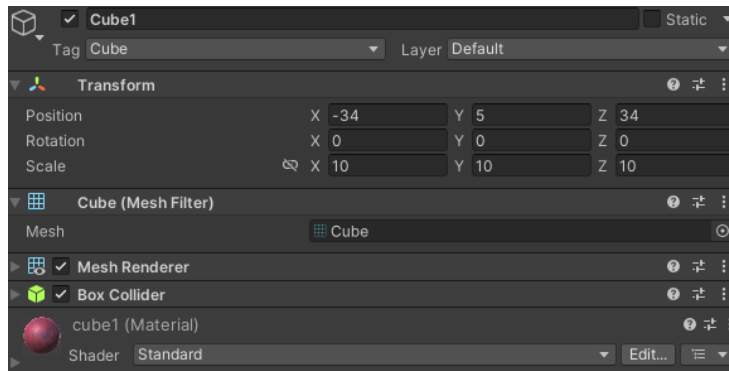 Cube1 Static
Tag Cube Layer Default
Transform
Position X -34 Y 5 Z 34
Rotation X 0 Y 0 Z 0
Scale X 10 Y 10 Z 10
Cube (Mesh Filter)
Mesh Cube
Mesh Renderer
Box Collider
cube1 (Material)
Shader Standard Edit...